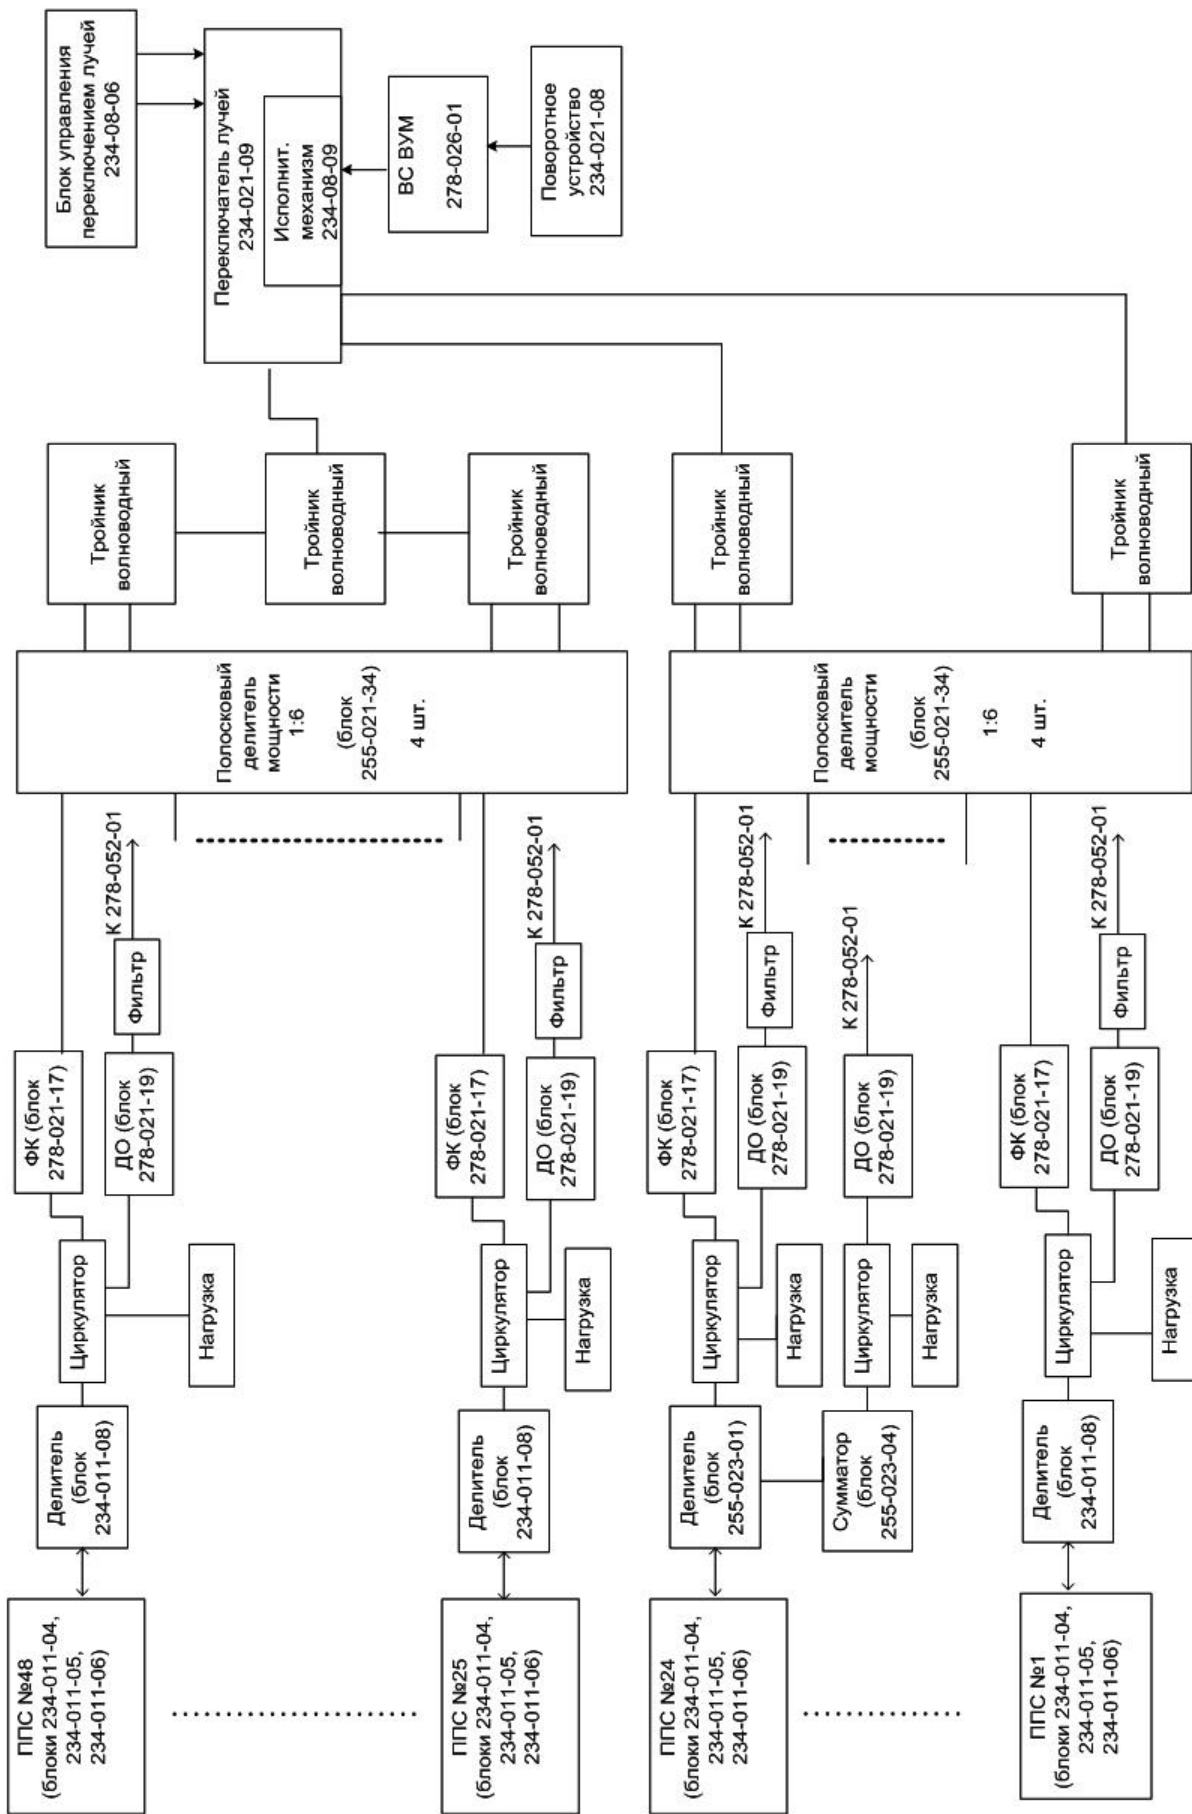 ППС №48
(блоки 234-011-04,
234-011-05,
234-011-06)
Делитель
(блок
234-011-08)
Циркулятор
Нагрузка
ФК (блок
278-021-17)
ДО (блок
278-021-19)
Фильтр
К 278-052-01
ППС №25
(блоки 234-011-04,
234-011-05,
234-011-06)
Делитель
(блок
234-011-08)
Циркулятор
Нагрузка
ФК (блок
278-021-17)
ДО (блок
278-021-19)
Фильтр
К 278-052-01
Полосковый
делитель
мощности
1:6
(блок
255-021-34)
4 шт.
Тройник
волноводный
Тройник
волноводный
Тройник
волноводный
Блок управления
переключением лучей
234-08-06
Переключатель лучей
234-021-09
Исполнит.
механизм
234-08-09
ВС ВУМ
278-026-01
Поворотное
устройство
234-021-08
ППС №24
(блоки 234-011-04,
234-011-05,
234-011-06)
Делитель
(блок
255-023-01)
Циркулятор
Нагрузка
ФК (блок
278-021-17)
ДО (блок
278-021-19)
Фильтр
К 278-052-01
Сумматор
(блок
255-023-04)
Циркулятор
Нагрузка
ДО (блок
278-021-19)
К 278-052-01
ППС №1
(блоки 234-011-04,
234-011-05,
234-011-06)
Делитель
(блок
234-011-08)
Циркулятор
Нагрузка
ФК (блок
278-021-17)
ДО (блок
278-021-19)
Фильтр
К 278-052-01
Полосковый
делитель
мощности
(блок
255-021-34)
1:6
4 шт.
Тройник
волноводный
Тройник
волноводный